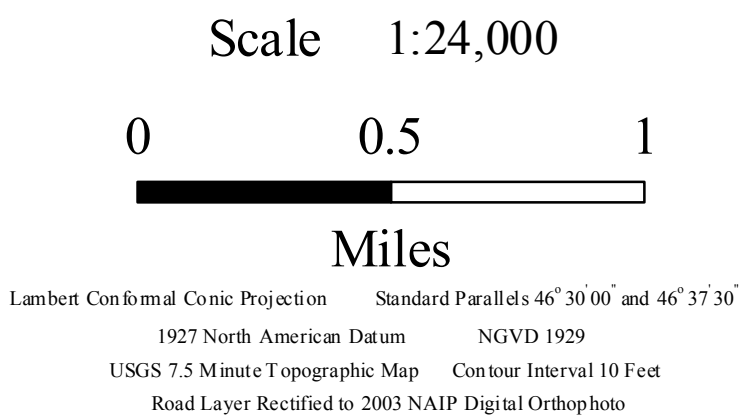 Scale 1:24,000
0 0.5 1
Miles
Lambert Conformal Conic Projection Standard Parallels 46° 30' 00" and 46° 37' 30"
1927 North American Datum NGVD 1929
USGS 7.5 Minute Topographic Map Contour Interval 10 Feet
Road Layer Rectified to 2003 NAIP Digital Orthophoto